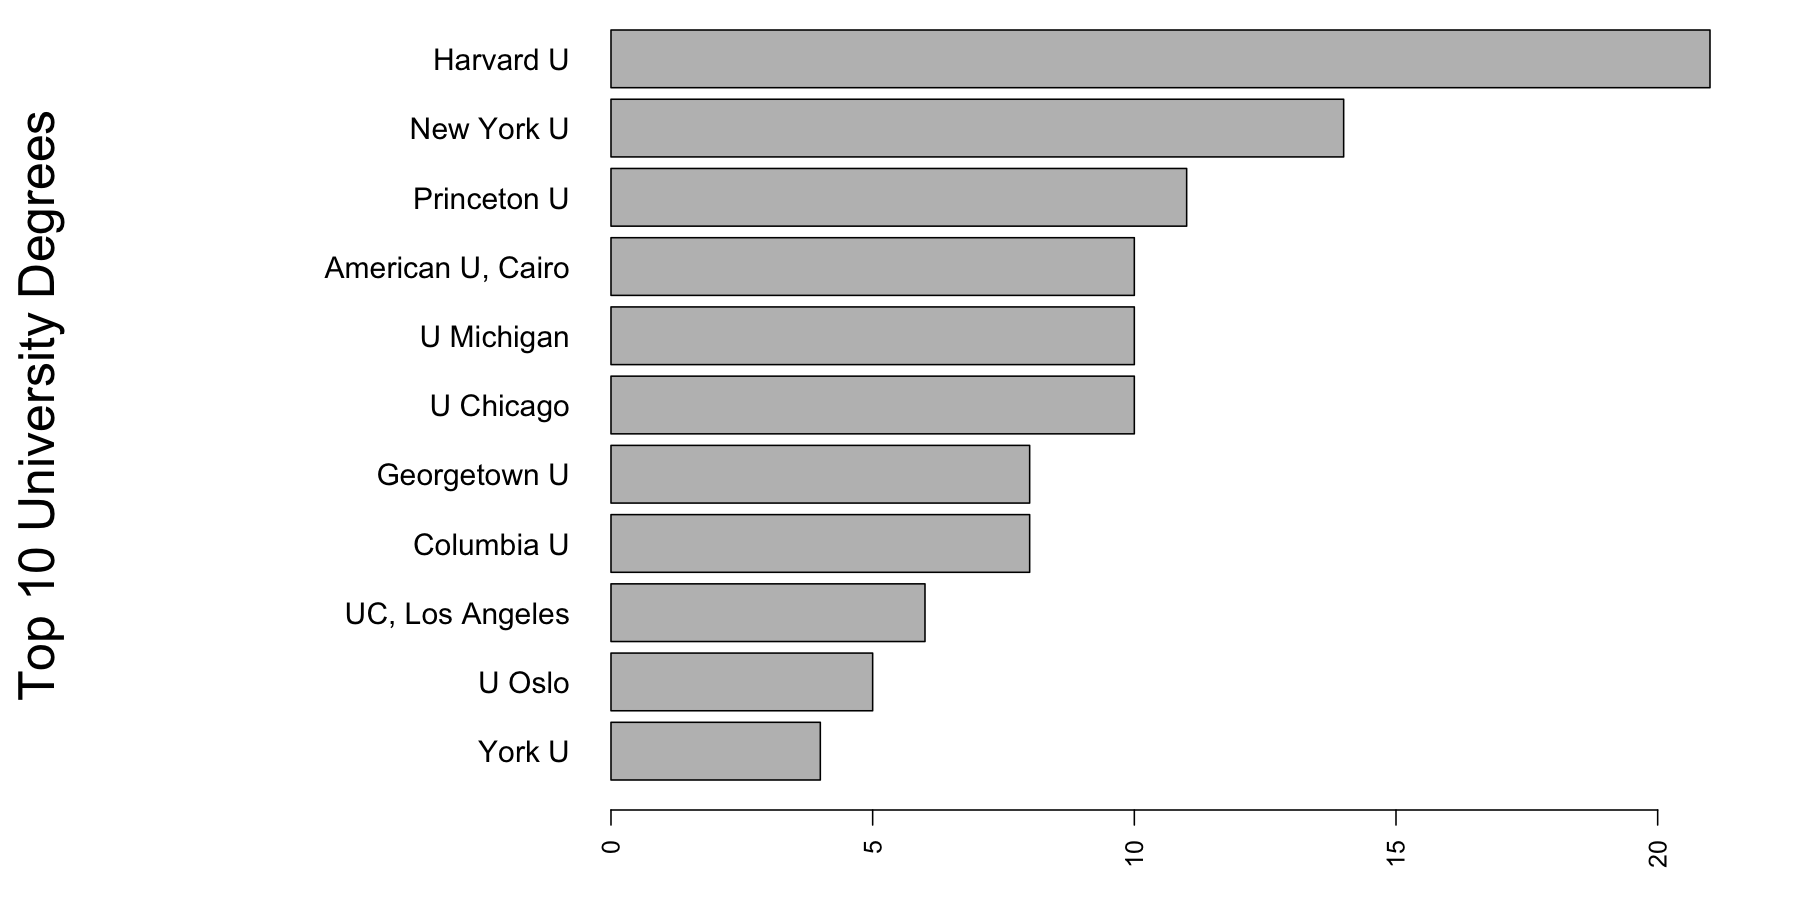 Top 10 University Degrees
Harvard U
New York U
Princeton U
American U, Cairo
U Michigan
U Chicago
Georgetown U
Columbia U
UC, Los Angeles
U Oslo
York U
0 5 10 15 20